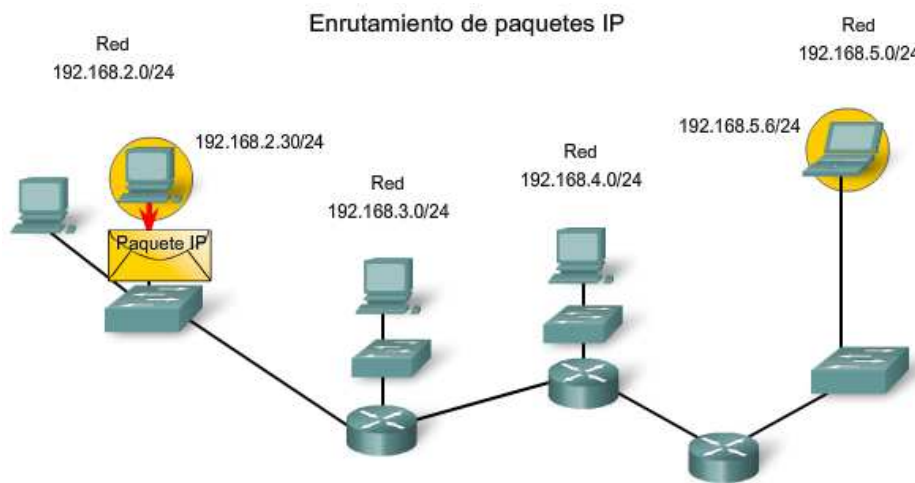 Enrutamiento de paquetes IP
Red
192.168.2.0/24
Red
192.168.5.0/24
192.168.2.30/24
192.168.5.6/24
Red
192.168.3.0/24
Red
192.168.4.0/24
Paquete IP